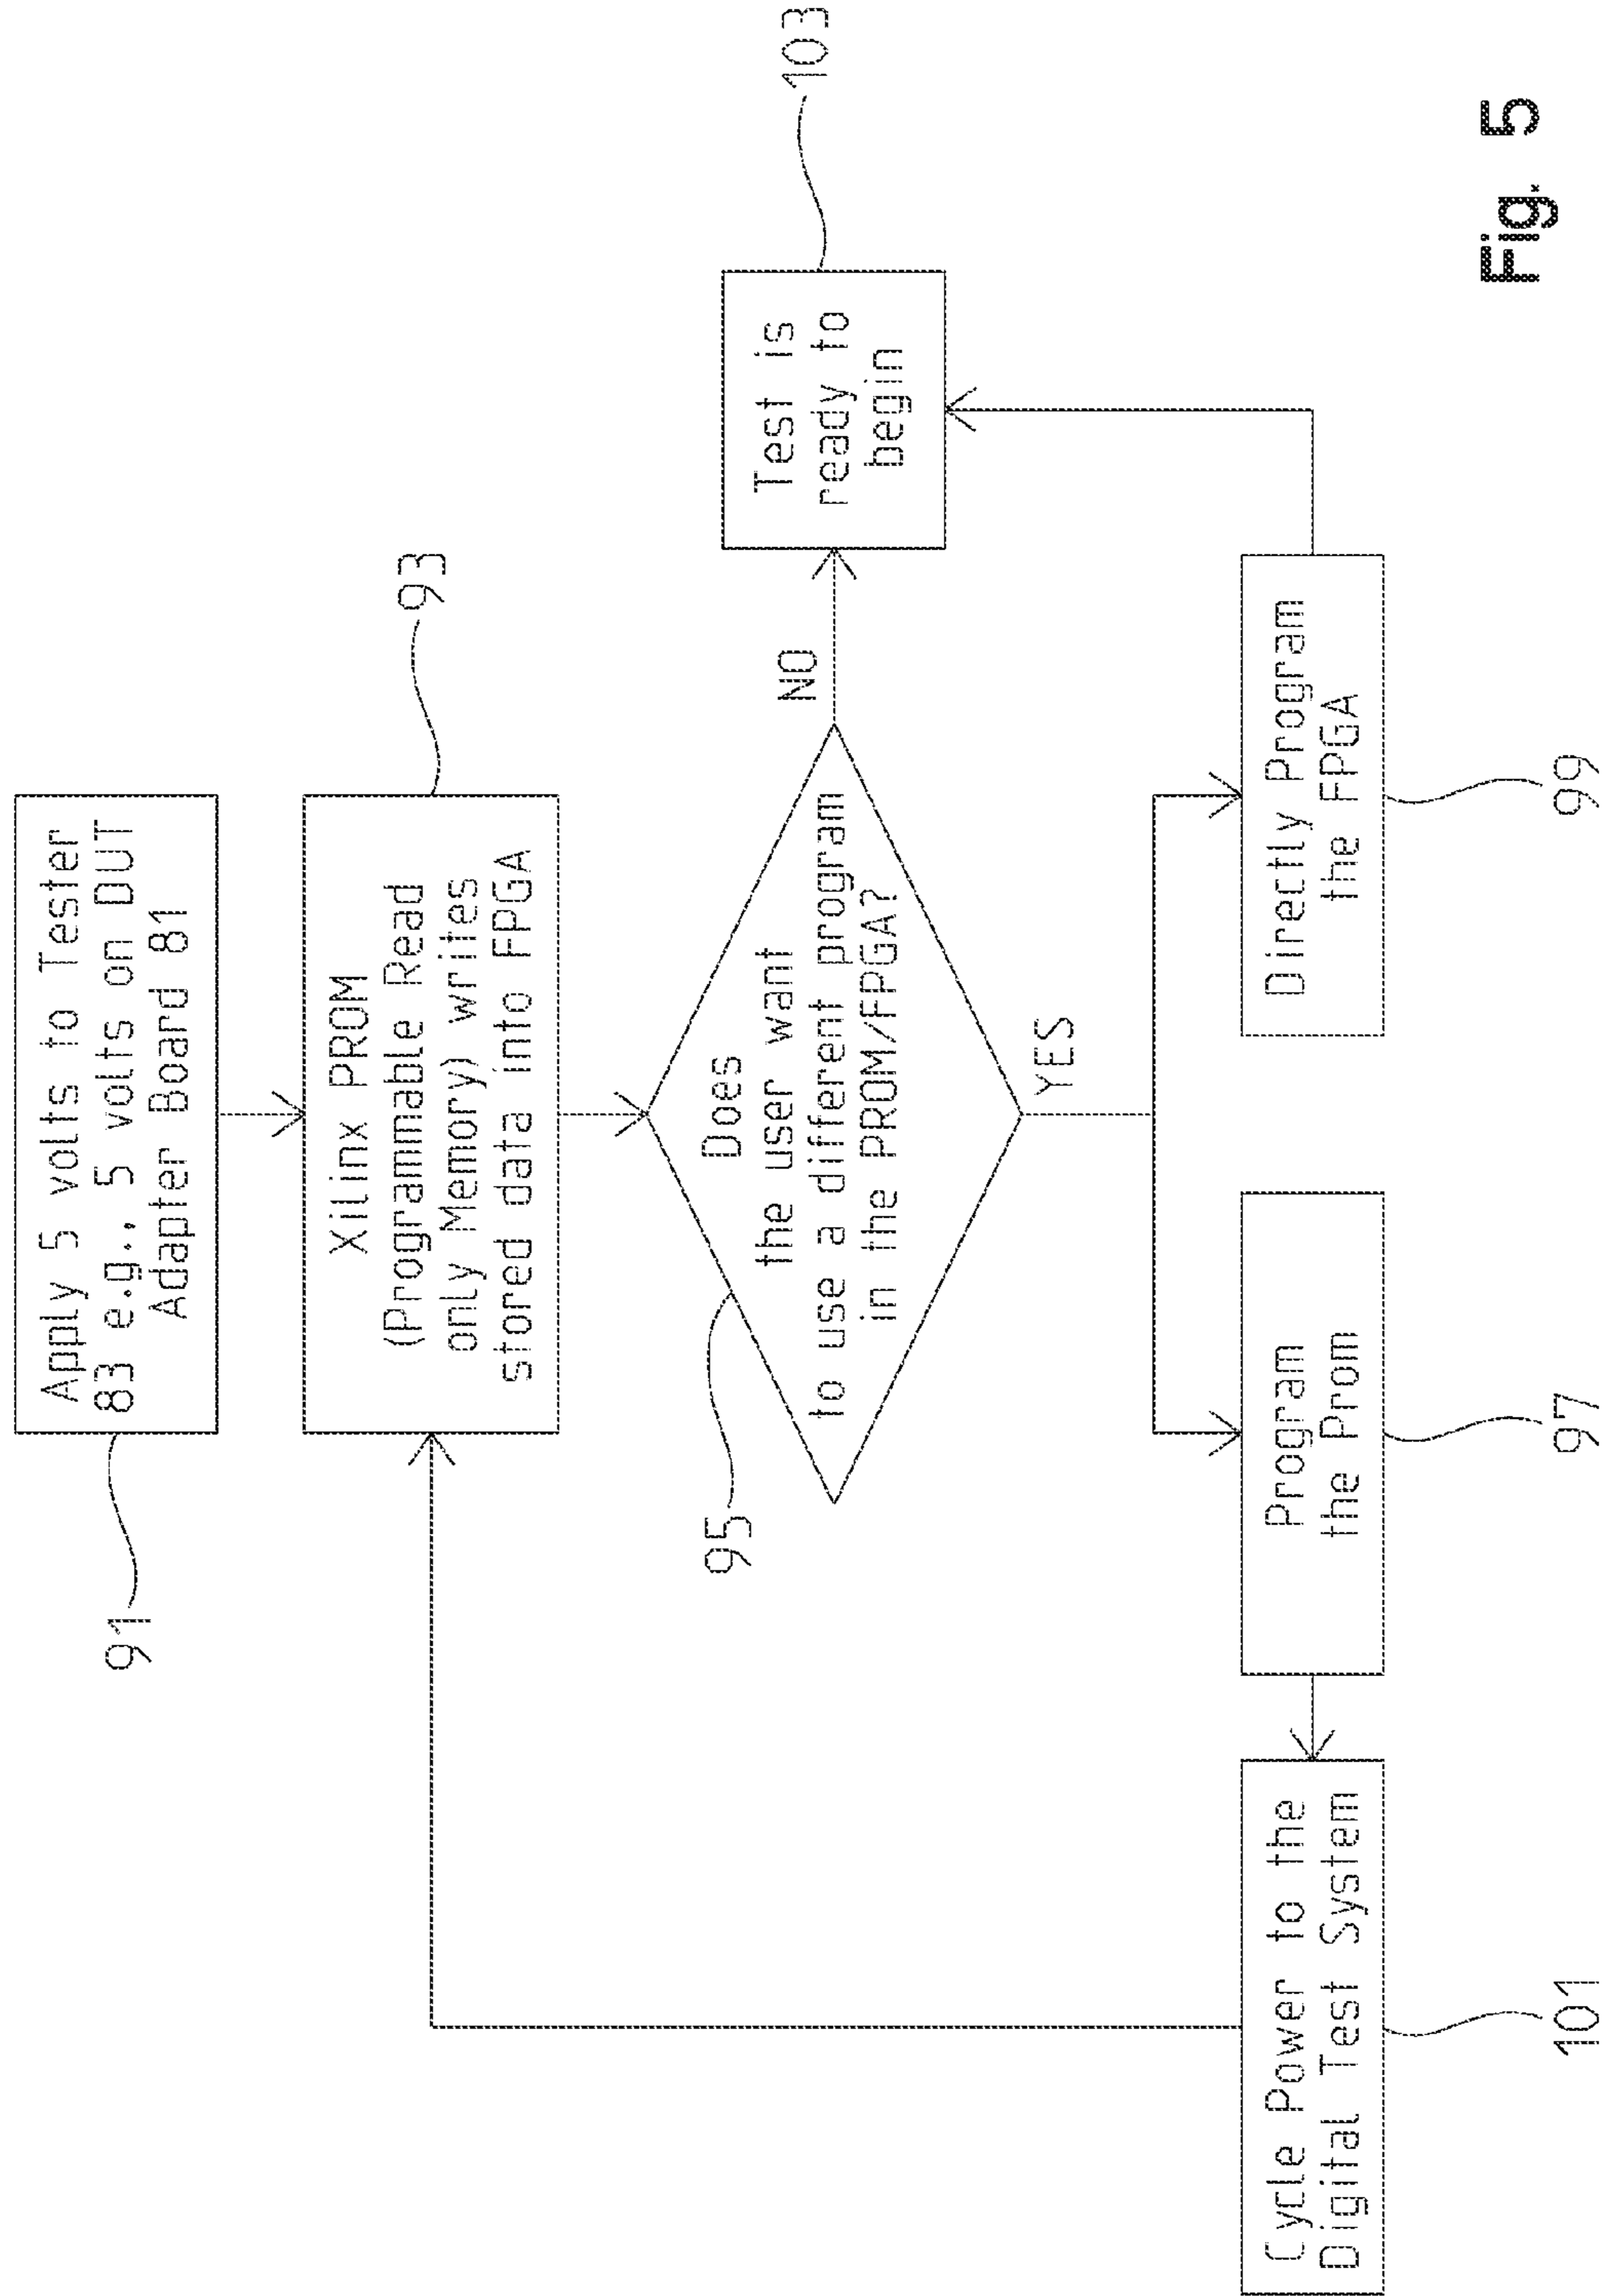 Apply 5 volts to Tester
83 e.g., 5 volts on DUT
Adapter Board 81
91
Xilinx PROM
(Programmable Read
only Memory) writes
stored data into FPGA
93
Does
the user want
to use a different program
in the PROM/FPGA?
95
NO
Test is
ready to
begin
103
YES
Program
the Prom
97
Directly Program
the FPGA
99
Cycle Power to the
Digital Test System
101
Fig. 5